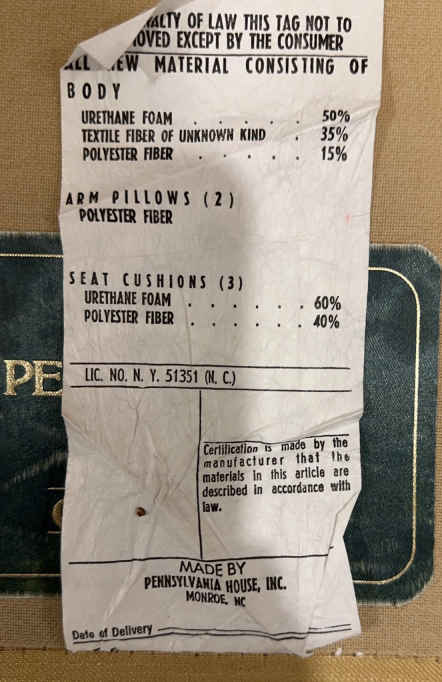 ALTY OF LAW THIS TAG NOT TO
OVED EXCEPT BY THE CONSUMER
ALL NEW MATERIAL CONSISTING OF
BODY
URETHANE FOAM . . . . . 50%
TEXTILE FIBER OF UNKNOWN KIND . 35%
POLYESTER FIBER . . . . . 15%
ARM PILLOWS (2)
POLYESTER FIBER
SEAT CUSHIONS (3)
URETHANE FOAM . . . . . . 60%
POLYESTER FIBER . . . . . . 40%
PE
LIC. NO. N. Y. 51351 (N. C.)
Certification is made by the
manufacturer that the
materials in this article are
described in accordance with
law.
MADE BY
PENNSYLVANIA HOUSE, INC.
MONROE, NC
Date of Delivery